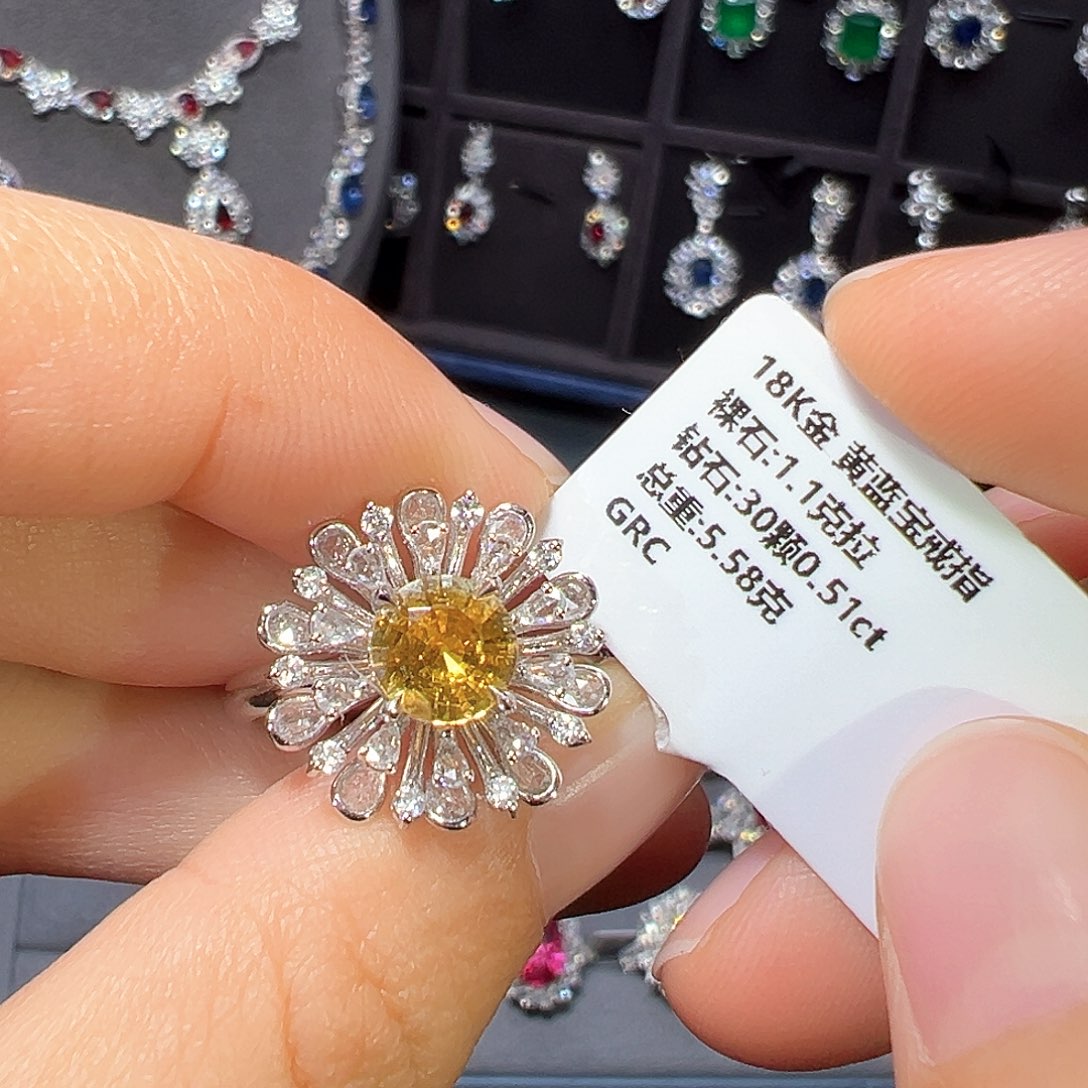 18K金 黄蓝宝戒指
裸石:1.1克拉
钻石:30颗0.51ct
总重:5.58克
GRC